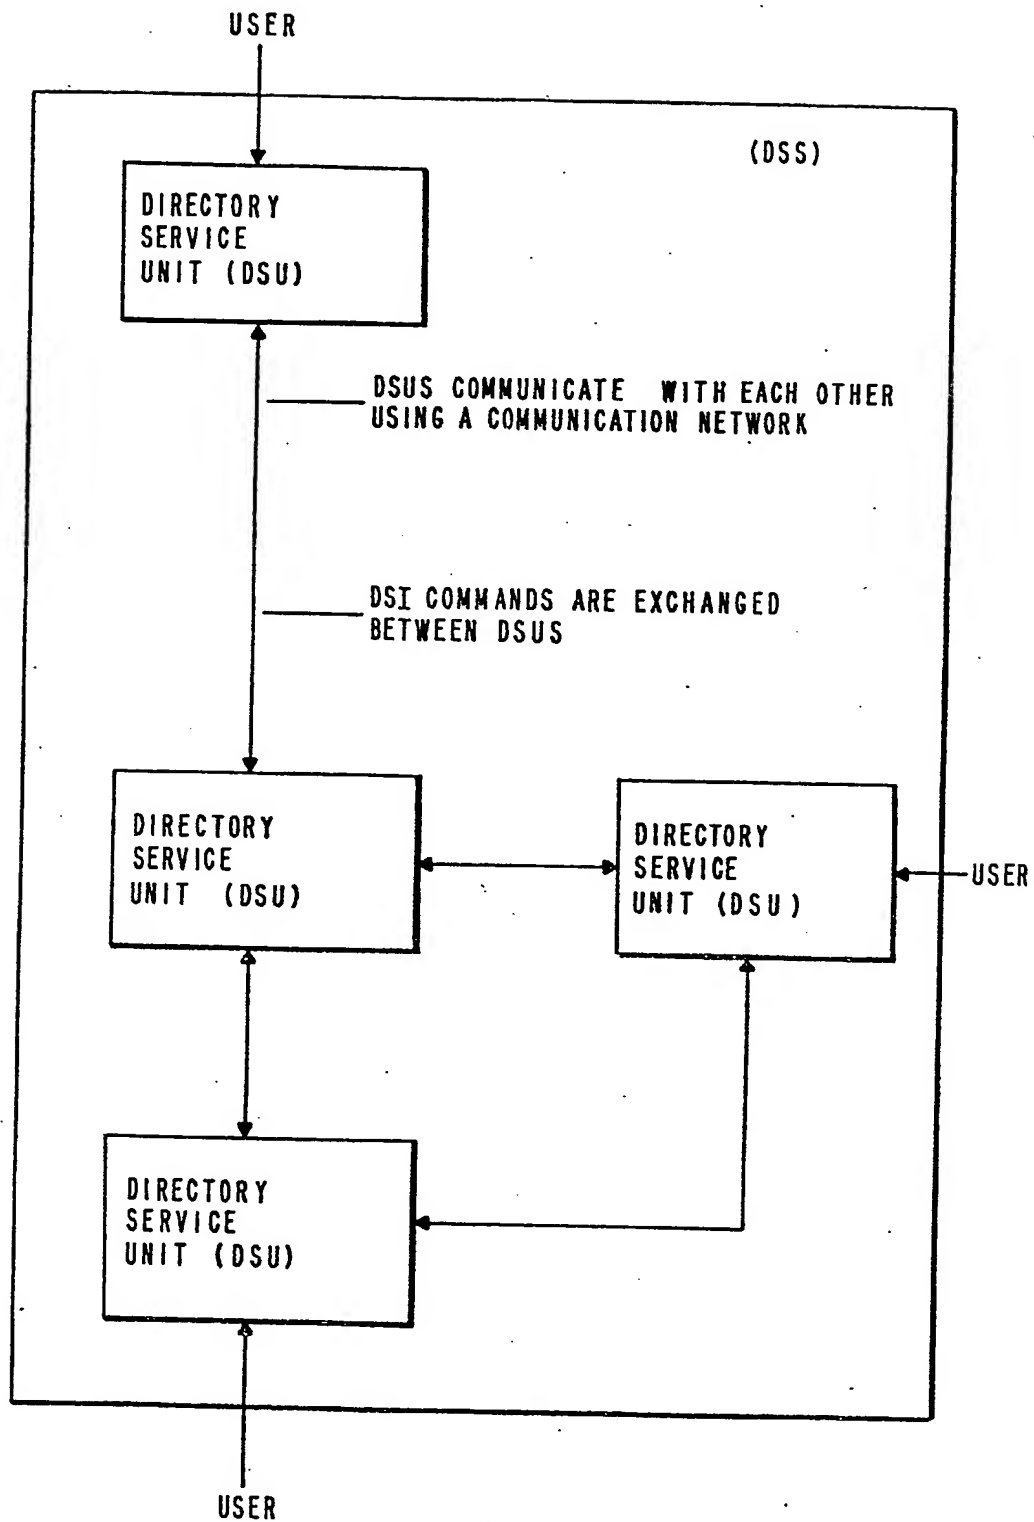 USER
(DSS)
DIRECTORY
SERVICE
UNIT (DSU)
DSUS COMMUNICATE WITH EACH OTHER
USING A COMMUNICATION NETWORK
DSI COMMANDS ARE EXCHANGED
BETWEEN DSUS
DIRECTORY
SERVICE
UNIT (DSU)
DIRECTORY
SERVICE
UNIT (DSU)
USER
DIRECTORY
SERVICE
UNIT (DSU)
USER